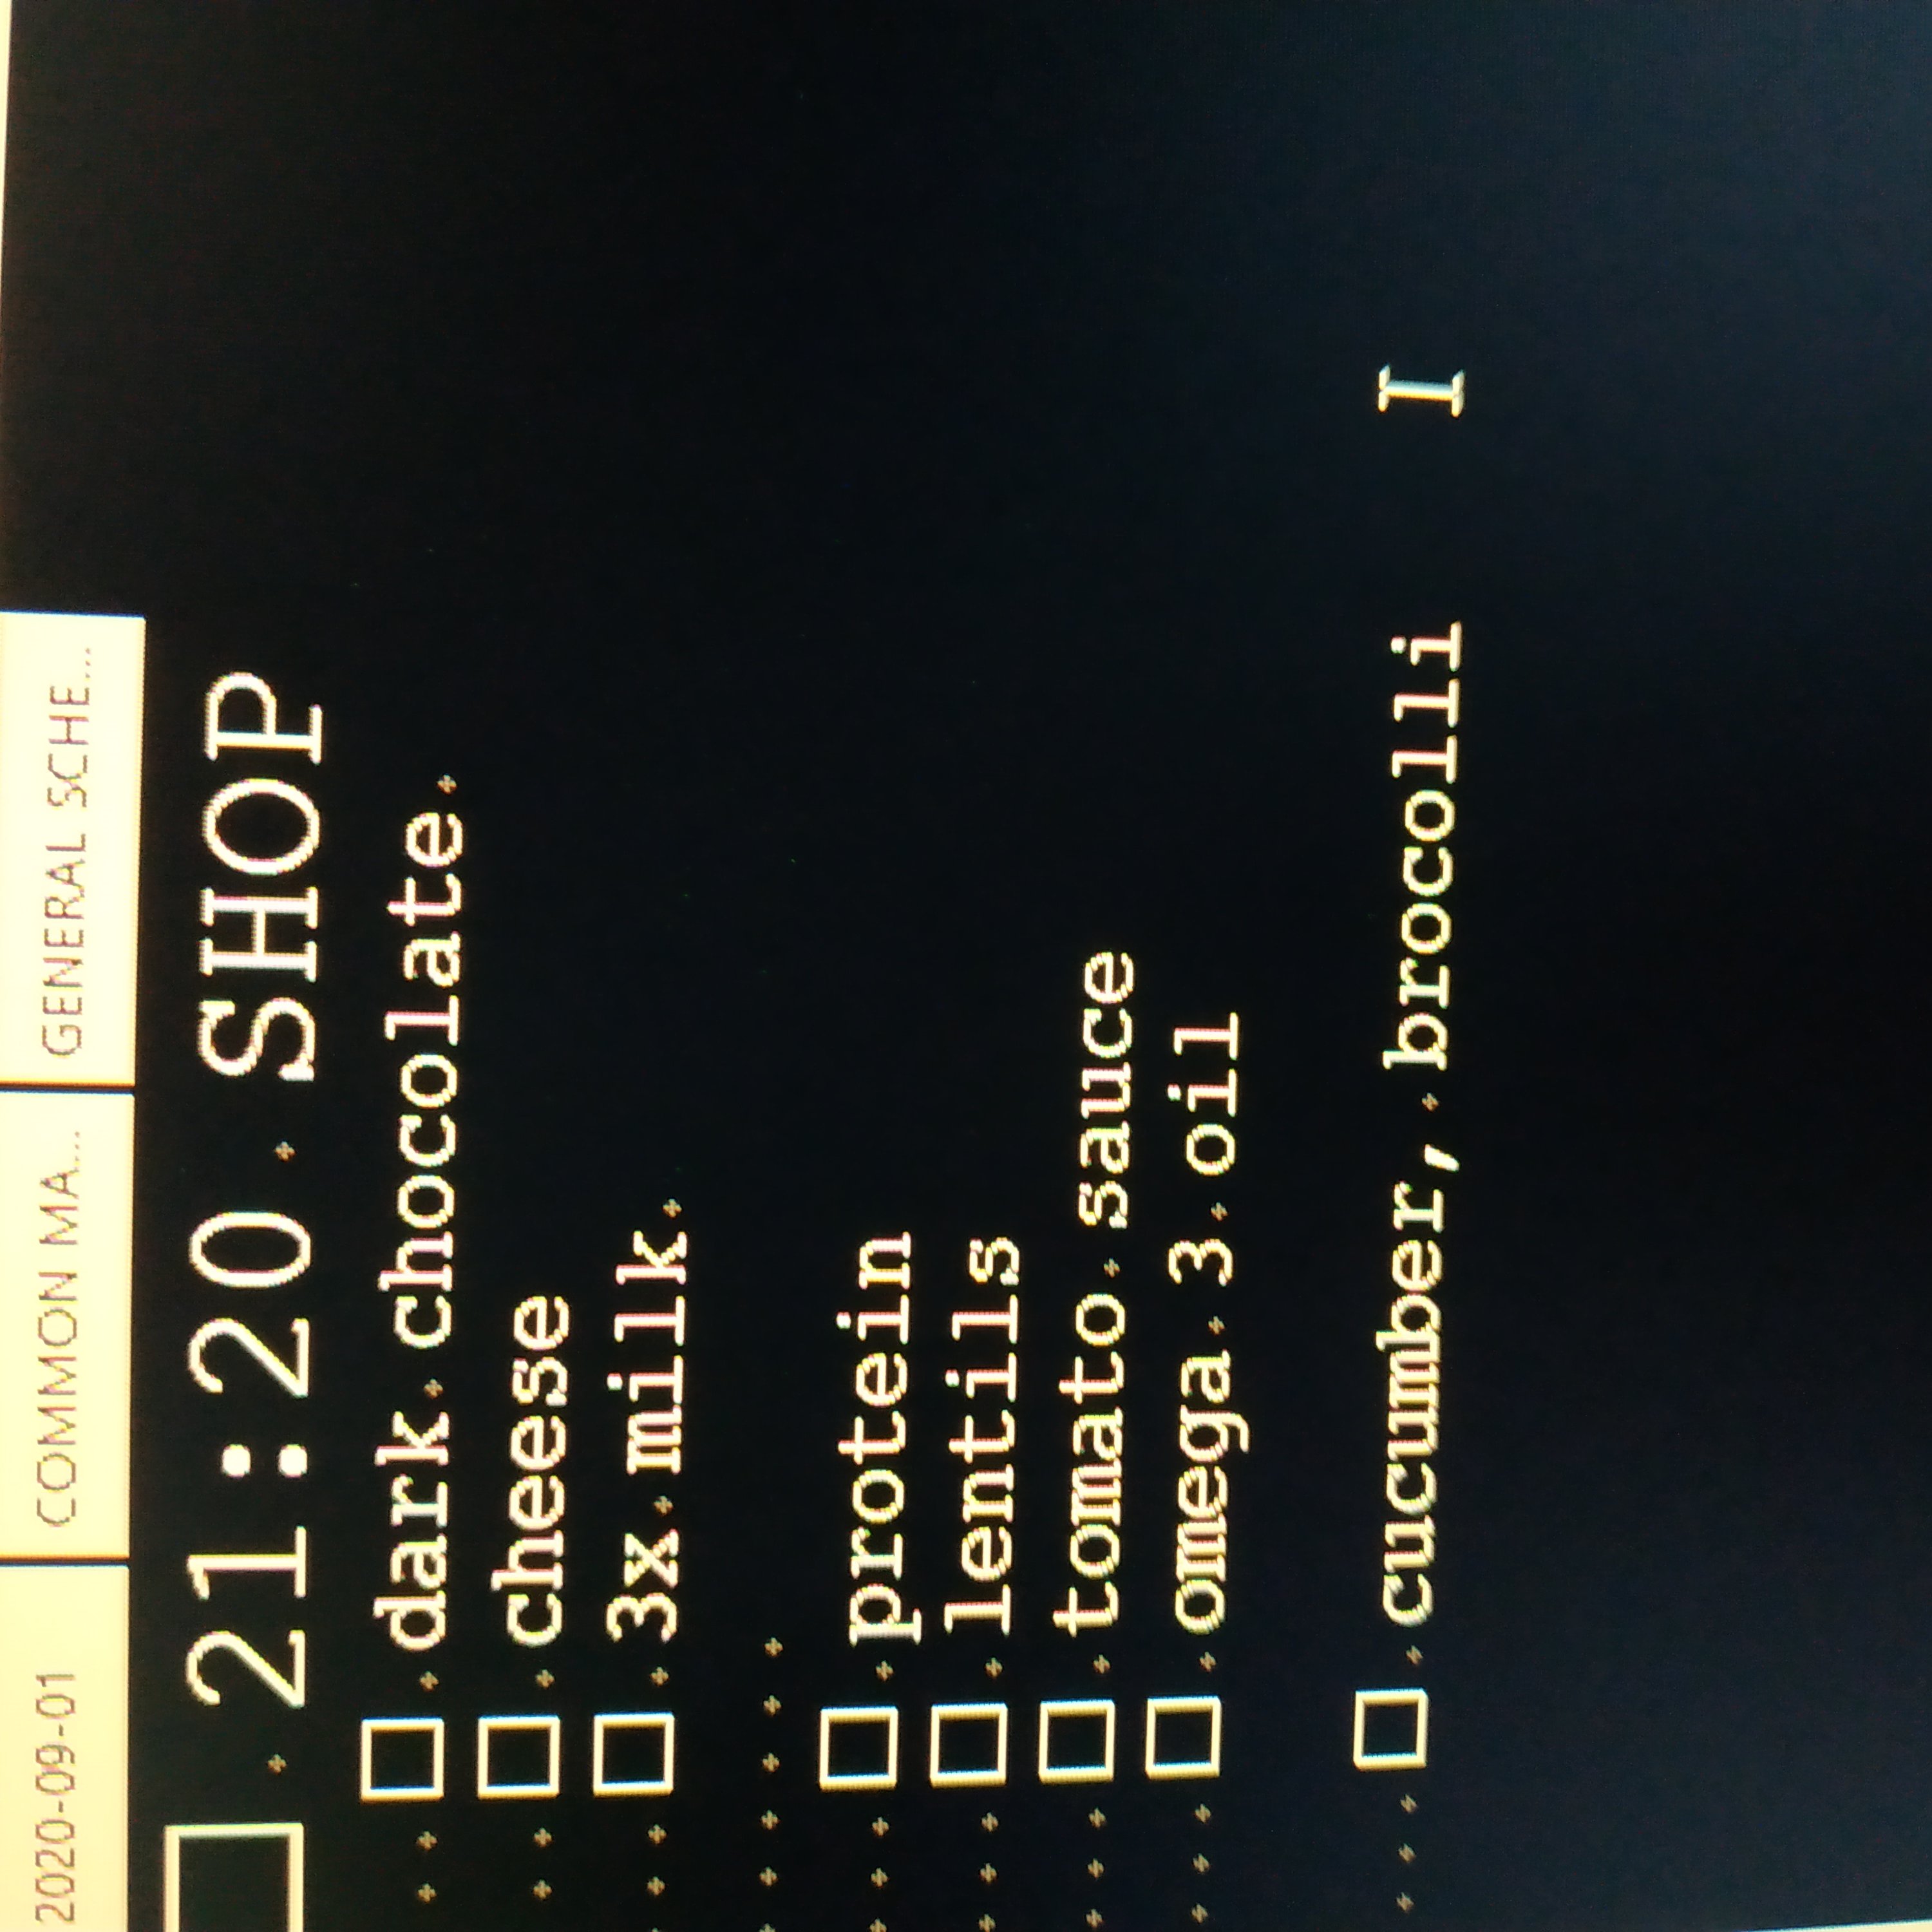 2020-09-01 COMMON MA... GENERAL SCHE...
21:20 SHOP
dark chocolate
cheese
3x milk
protein
lentils
tomato sauce
omega 3 oil
cucumber, brocolli